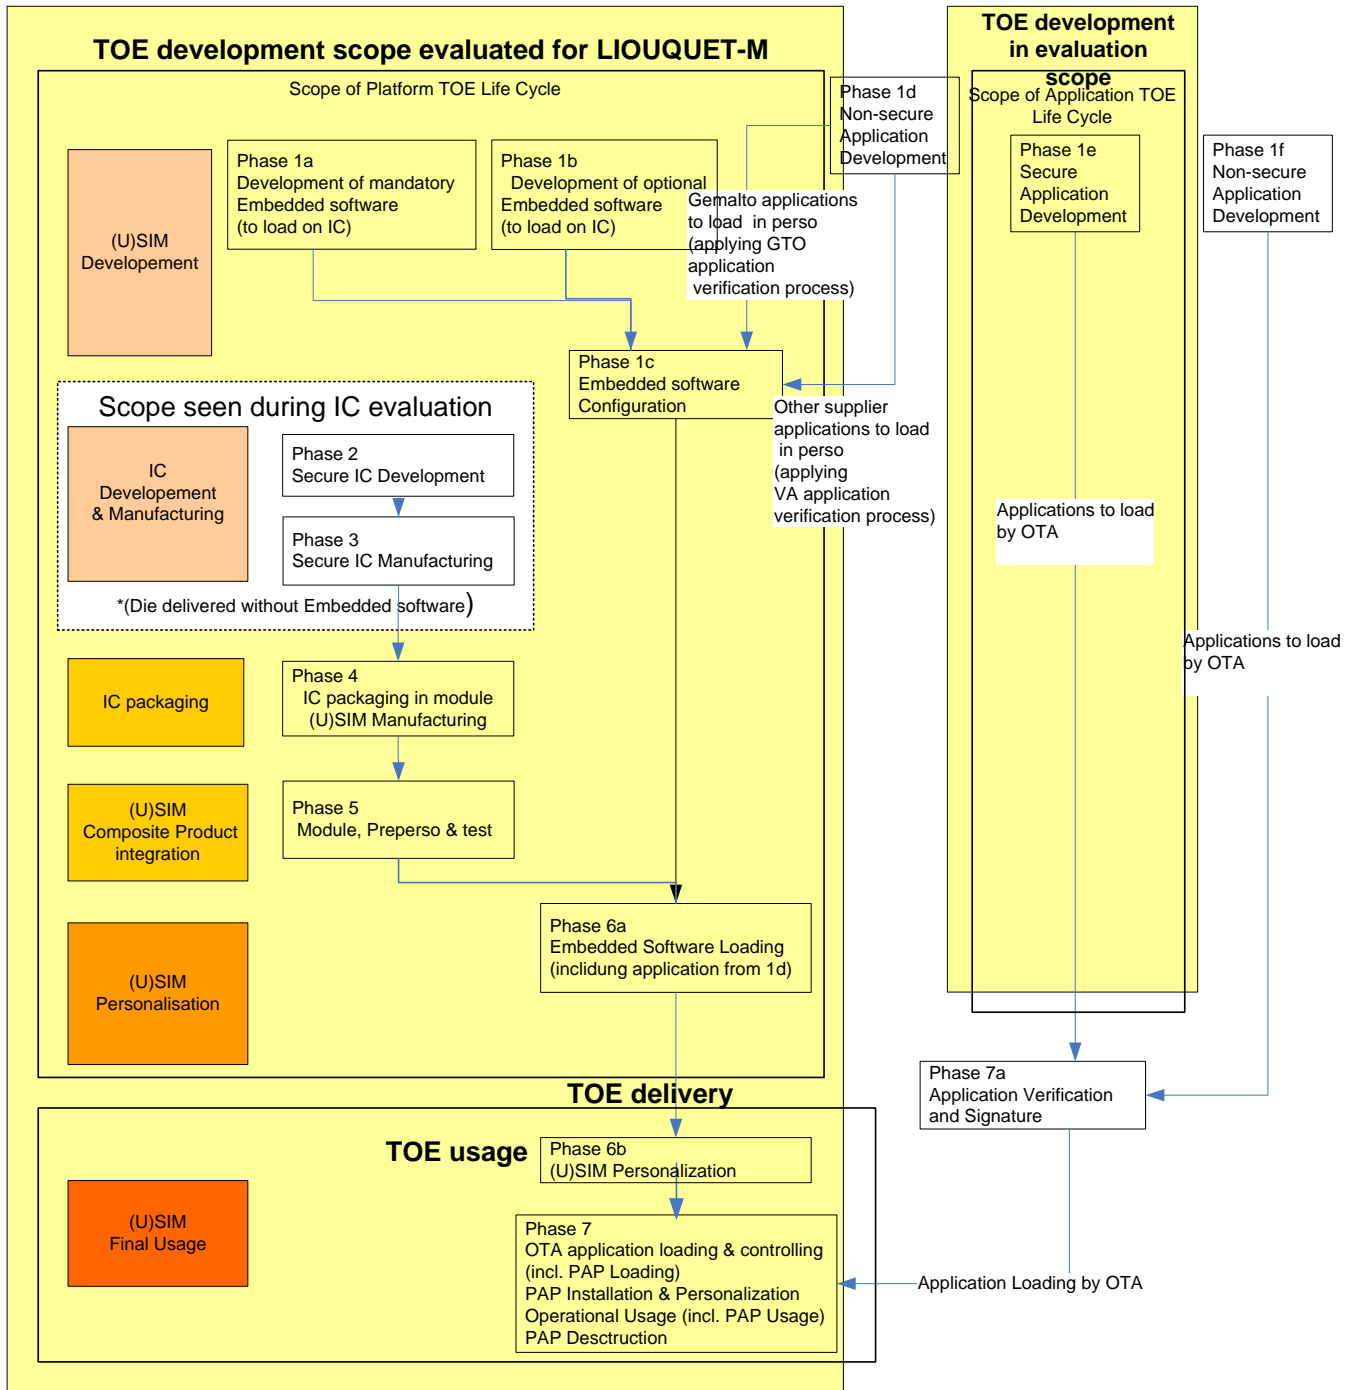 TOE development scope evaluated for LIOUQUET-M
TOE development
in evaluation
scope
Scope of Platform TOE Life Cycle
Scope of Application TOE
Life Cycle
Phase 1d
Non-secure
Application
Development
(U)SIM
Developement
Phase 1a
Development of mandatory
Embedded software
(to load on IC)
Phase 1b
Development of optional
Embedded software
(to load on IC)
Gemalto applications
to load in perso
(applying GTO
application
verification process)
Phase 1e
Secure
Application
Development
Phase 1f
Non-secure
Application
Development
Phase 1c
Embedded software
Configuration
Other supplier
applications to load
in perso
(applying
VA application
verification process)
Scope seen during IC evaluation
IC
Developement
& Manufacturing
Phase 2
Secure IC Development
Phase 3
Secure IC Manufacturing
*(Die delivered without Embedded software)
Applications to load
by OTA
Applications to load
by OTA
IC packaging
Phase 4
IC packaging in module
(U)SIM Manufacturing
(U)SIM
Composite Product
integration
Phase 5
Module, Preperso & test
(U)SIM
Personalisation
Phase 6a
Embedded Software Loading
(inclidung application from 1d)
Phase 7a
Application Verification
and Signature
TOE delivery
TOE usage
Phase 6b
(U)SIM Personalization
(U)SIM
Final Usage
Phase 7
OTA application loading & controlling
(incl. PAP Loading)
PAP Installation & Personalization
Operational Usage (incl. PAP Usage)
PAP Desctruction
Application Loading by OTA